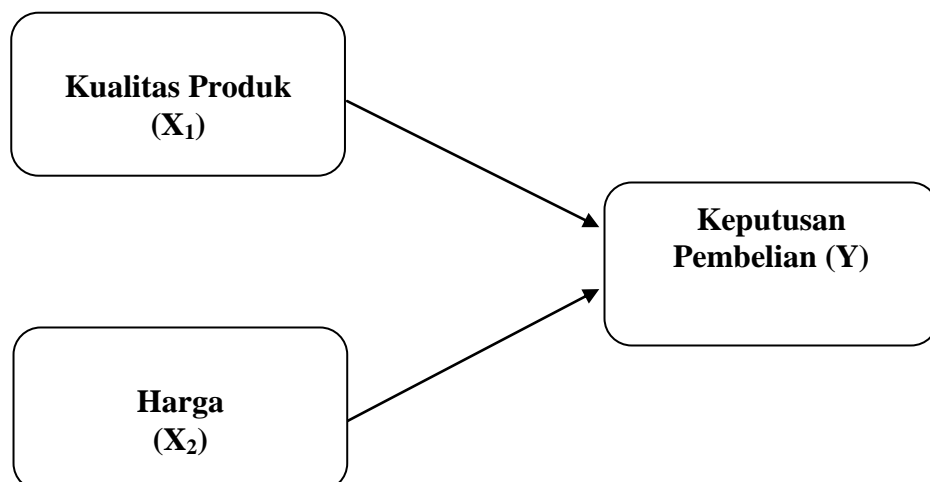 Kualitas Produk
(X₁)
Keputusan
Pembelian (Y)
Harga
(X₂)